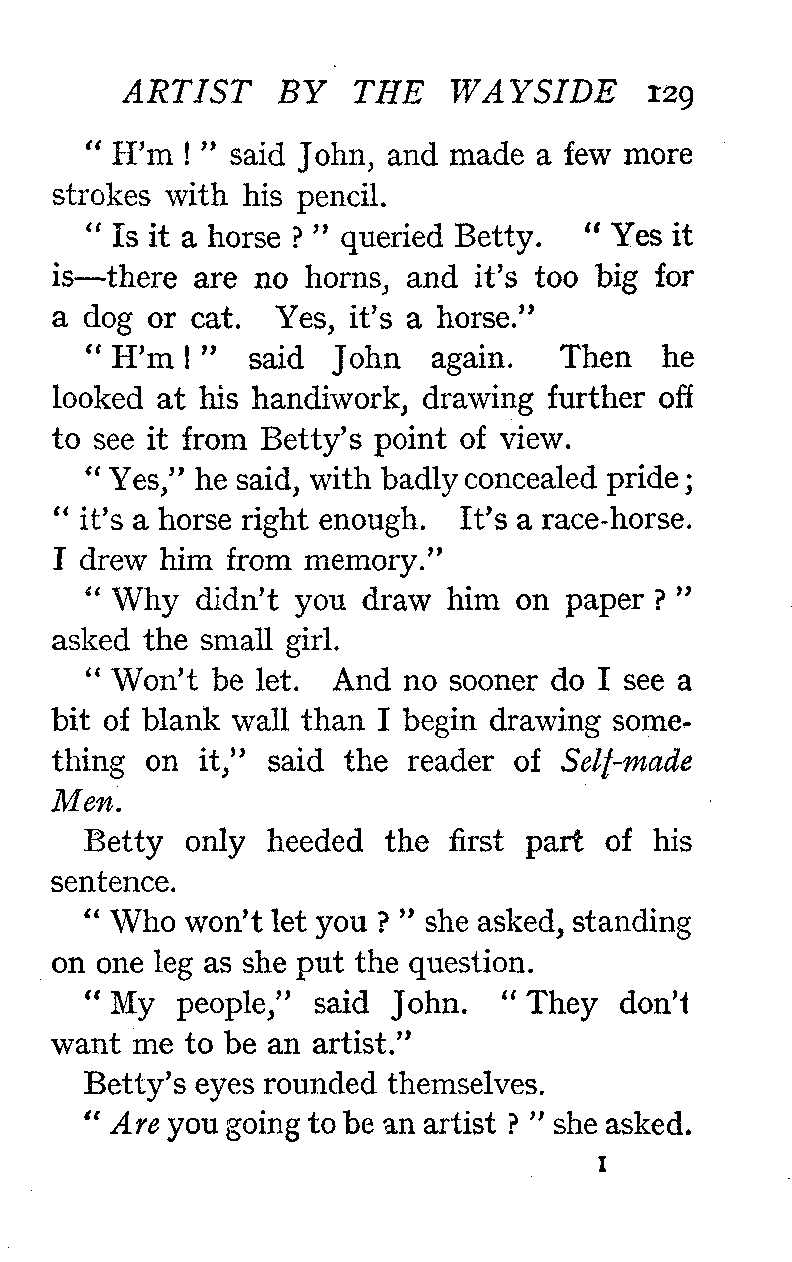 ARTIST BY THE WAYSIDE 129
“ H’m ! ” said John, and made a few more
strokes with his pencil.
“ Is it a horse ? ” queried Betty. “ Yes it
is—there are no horns, and it’s too big for
a dog or cat. Yes, it’s a horse.”
“ H’m ! ” said John again. Then he
looked at his handiwork, drawing further off
to see it from Betty’s point of view.
“ Yes,” he said, with badly concealed pride ;
“ it’s a horse right enough. It’s a race-horse.
I drew him from memory.”
“ Why didn’t you draw him on paper ? ”
asked the small girl.
“ Won’t be let. And no sooner do I see a
bit of blank wall than I begin drawing some-
thing on it,” said the reader of Self-made
Men.
Betty only heeded the first part of his
sentence.
“ Who won’t let you ? ” she asked, standing
on one leg as she put the question.
“ My people,” said John. “ They don’t
want me to be an artist.”
Betty’s eyes rounded themselves.
“ Are you going to be an artist ? ” she asked.
I